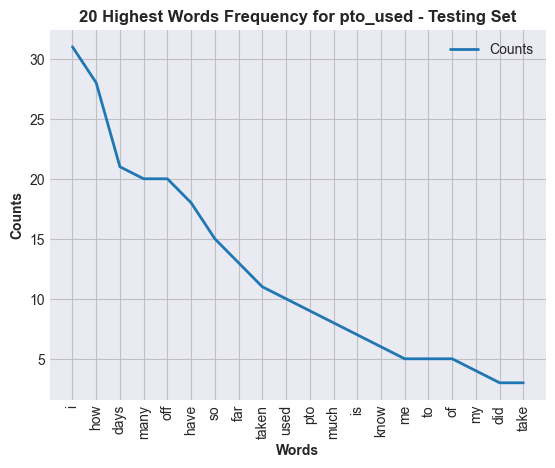 20 Highest Words Frequency for pto_used - Testing Set
Counts
30
25
20
15
10
5
Counts
i
how
days
many
off
have
so
far
taken
used
pto
much
is
know
me
to
of
my
did
take
Words